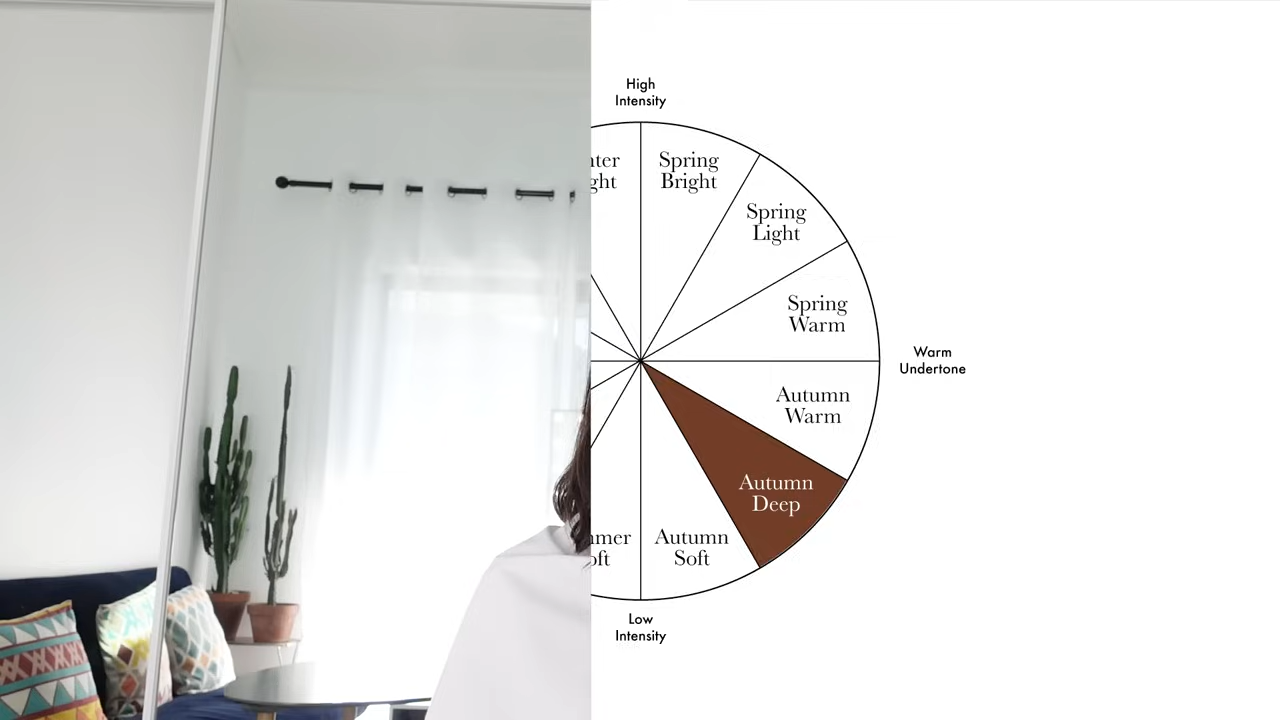 High
Intensity
Spring
Bright
Spring
Light
Spring
Warm
Warm
Undertone
Autumn
Warm
Autumn
Deep
Autumn
Soft
Low
Intensity